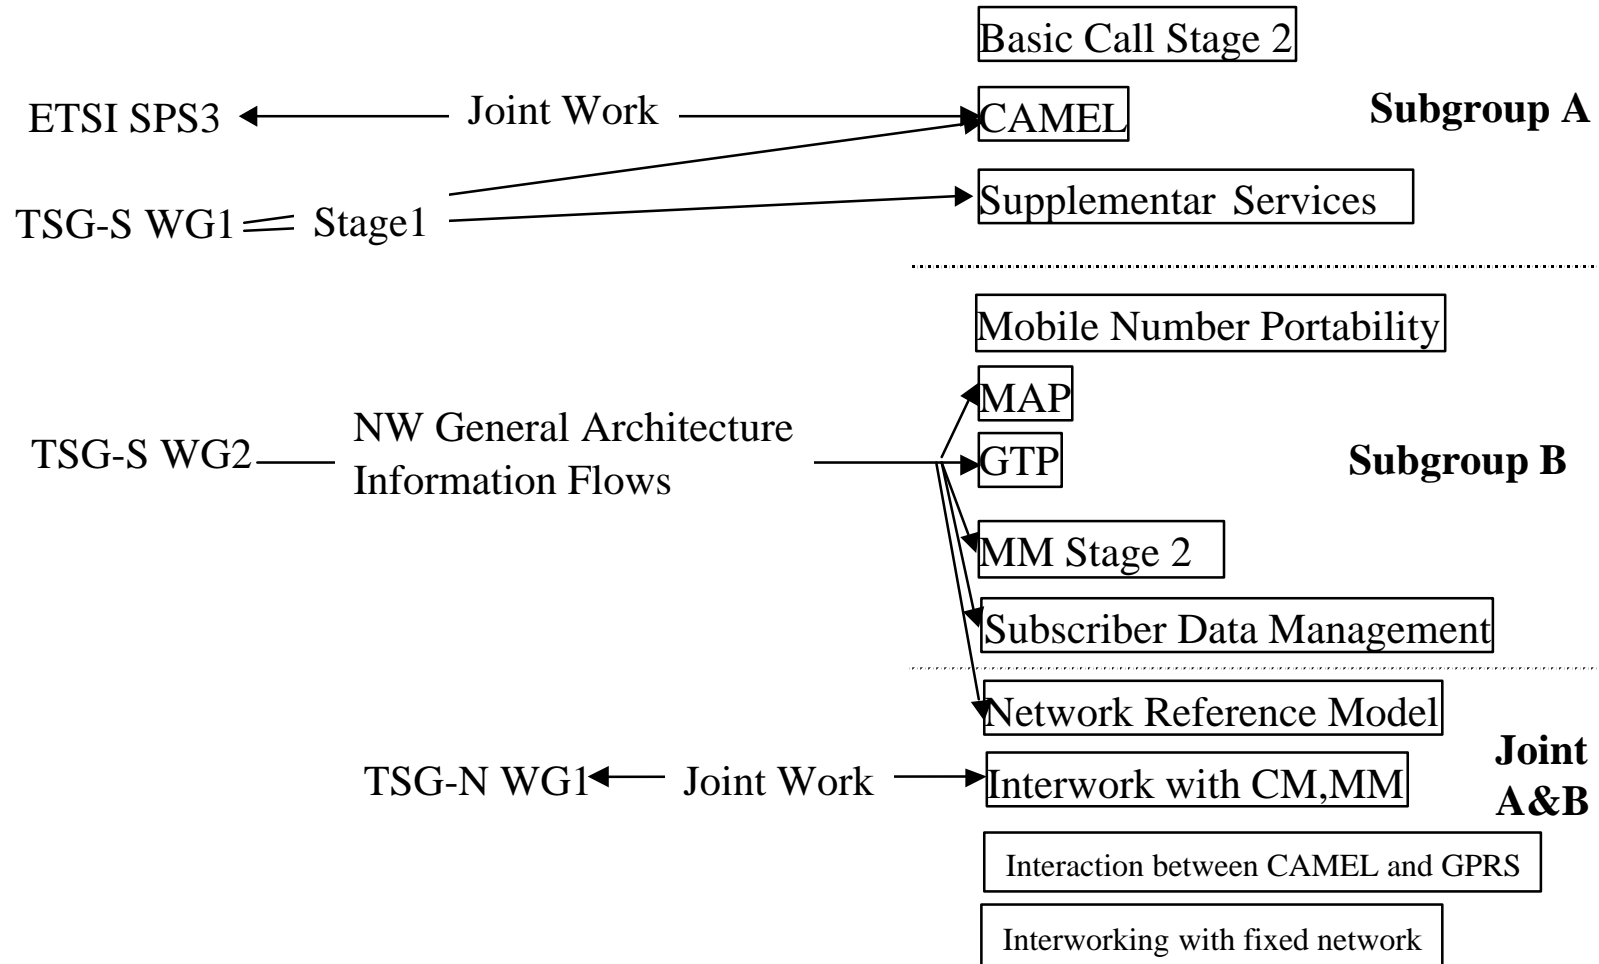 Basic Call Stage 2
ETSI SPS3
Joint Work
CAMEL
Subgroup A
TSG-S WG1
Stage1
Supplementar Services
Mobile Number Portability
MAP
TSG-S WG2
NW General Architecture
Information Flows
GTP
Subgroup B
MM Stage 2
Subscriber Data Management
Network Reference Model
TSG-N WG1
Joint Work
Interwork with CM,MM
Joint
A&B
Interaction between CAMEL and GPRS
Interworking with fixed network